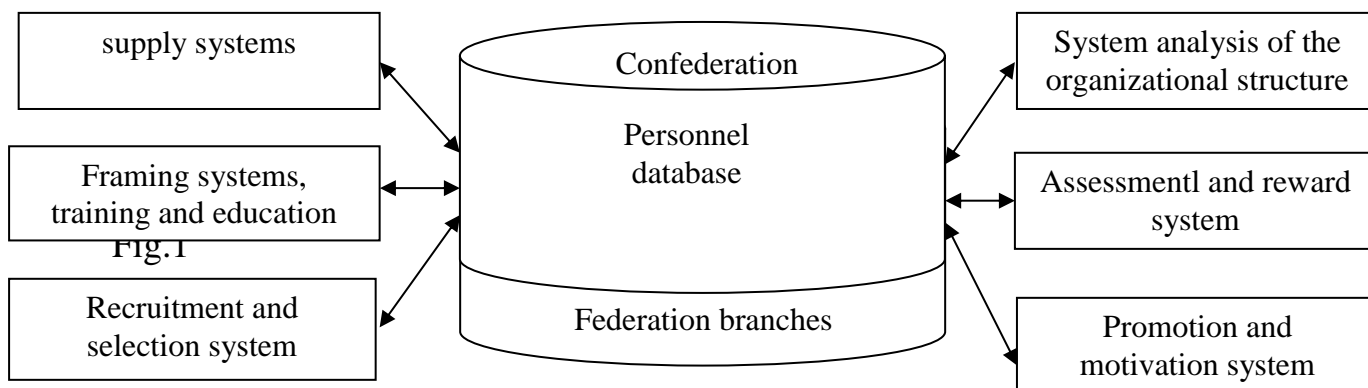 supply systems
Framing systems,
training and education
Fig.1
Recruitment and
selection system
Confederation
Personnel
database
Federation branches
System analysis of the
organizational structure
Assessmentl and reward
system
Promotion and
motivation system